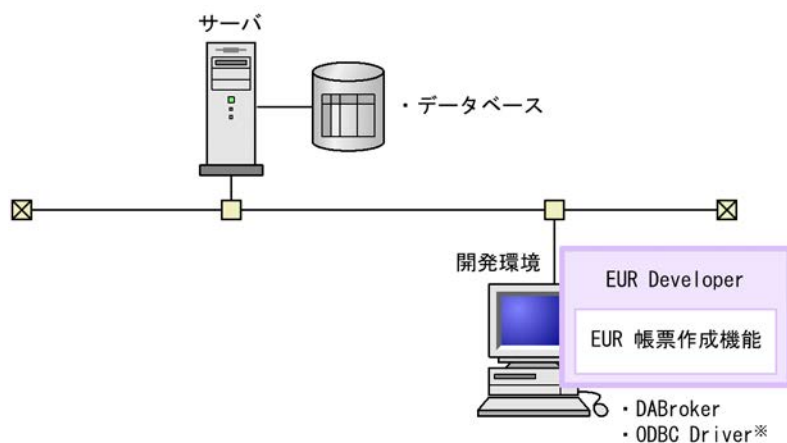 サーバ
・データベース
開発環境
EUR Developer
EUR 帳票作成機能
・DABroker
・ODBC Driver※